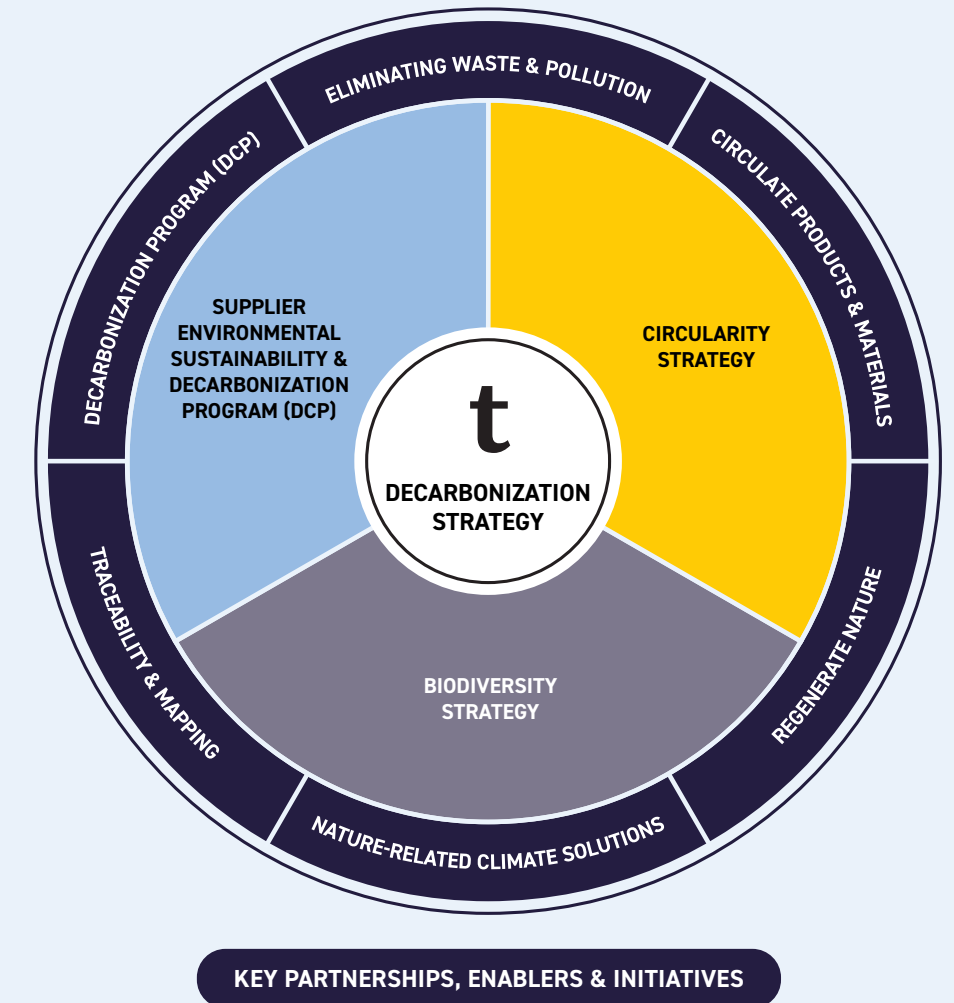 ELIMINATING WASTE & POLLUTION
CIRCULATE PRODUCTS & MATERIALS
REGENERATE NATURE
NATURE-RELATED CLIMATE SOLUTIONS
TRACEABILITY & MAPPING
DECARBONIZATION PROGRAM (DCP)
SUPPLIER
ENVIRONMENTAL
SUSTAINABILITY &
DECARBONIZATION
PROGRAM (DCP)
CIRCULARITY
STRATEGY
t
DECARBONIZATION
STRATEGY
BIODIVERSITY
STRATEGY
KEY PARTNERSHIPS, ENABLERS & INITIATIVES